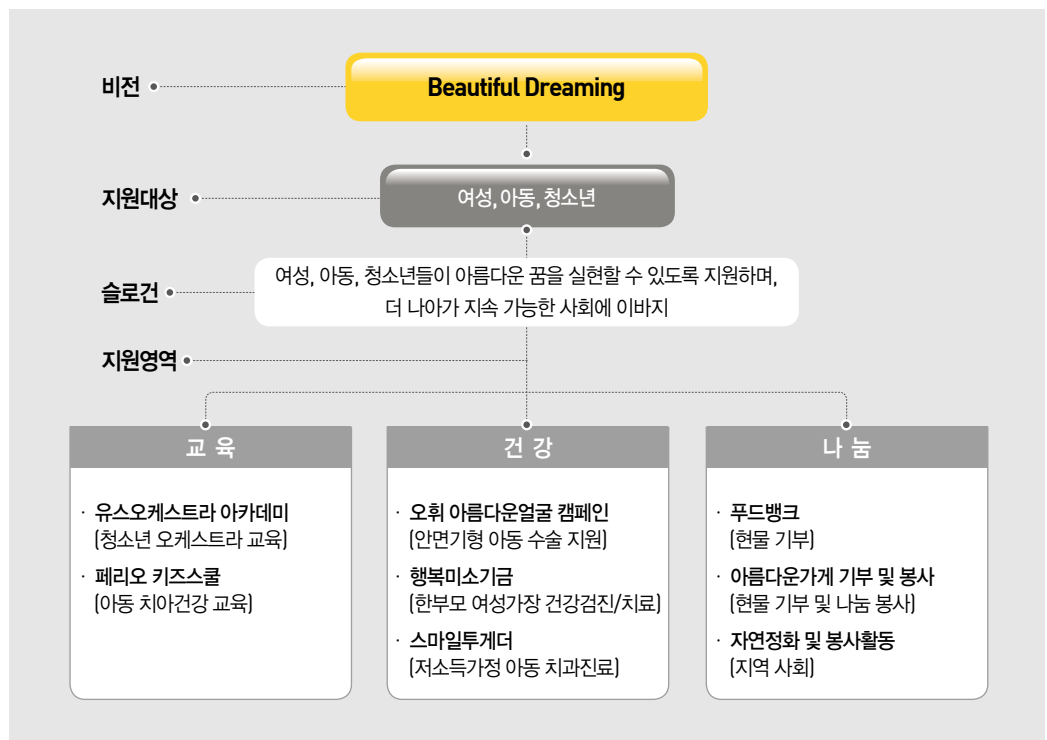 비전
Beautiful Dreaming
지원대상
여성, 아동, 청소년
슬로건
여성, 아동, 청소년들이 아름다운 꿈을 실현할 수 있도록 지원하며,
더 나아가 지속 가능한 사회에 이바지
지원영역
교 육
· 유스오케스트라 아카데미
(청소년 오케스트라 교육)
· 페리오 키즈스쿨
(아동 치아건강 교육)
건 강
· 오휘 아름다운얼굴 캠페인
(안면기형 아동 수술 지원)
· 행복미소기금
(한부모 여성가장 건강검진/치료)
· 스마일투게더
(저소득가정 아동 치과진료)
나 눔
· 푸드뱅크
(현물 기부)
· 아름다운가게 기부 및 봉사
(현물 기부 및 나눔 봉사)
· 자연정화 및 봉사활동
(지역 사회)